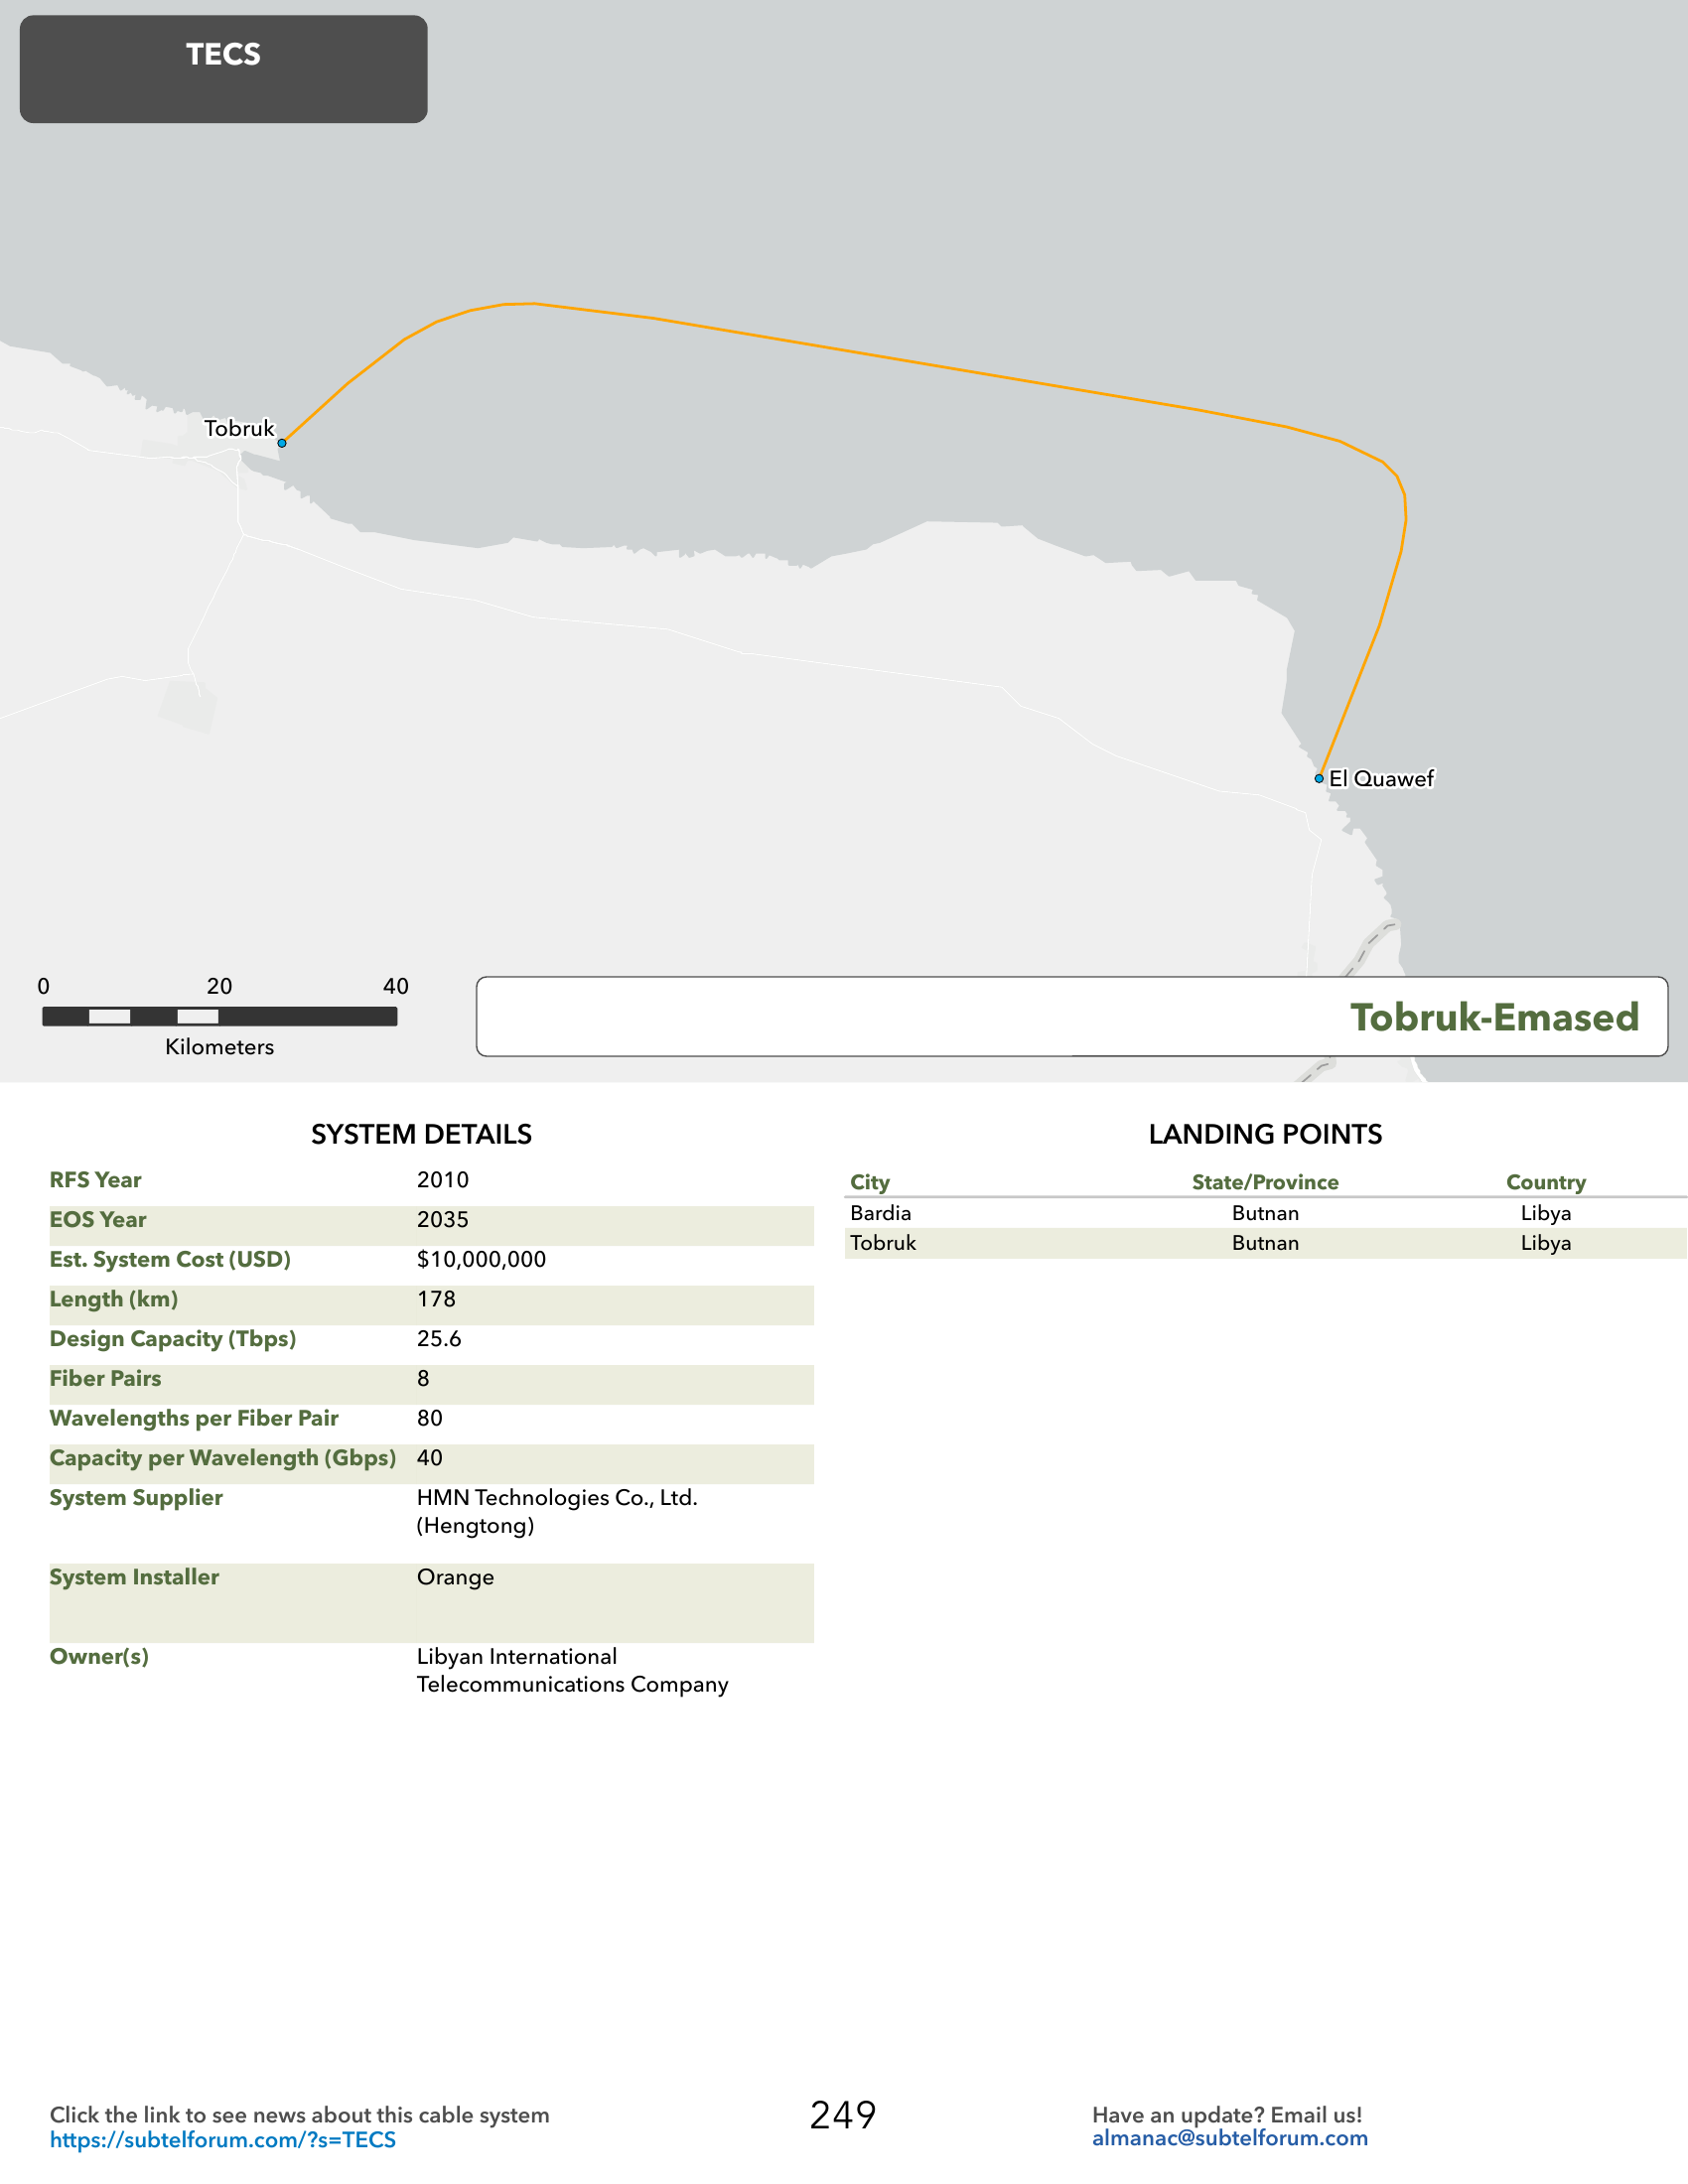 TECS
Tobruk
El Quawef
0 20 40
Kilometers
Tobruk-Emased
SYSTEM DETAILS
RFS Year 2010
EOS Year 2035
Est. System Cost (USD) $10,000,000
Length (km) 178
Design Capacity (Tbps) 25.6
Fiber Pairs 8
Wavelengths per Fiber Pair 80
Capacity per Wavelength (Gbps) 40
System Supplier HMN Technologies Co., Ltd.
(Hengtong)
System Installer Orange
Owner(s) Libyan International
Telecommunications Company
LANDING POINTS
City State/Province Country
Bardia Butnan Libya
Tobruk Butnan Libya
Click the link to see news about this cable system
https://subtelforum.com/?s=TECS
249
Have an update? Email us!
almanac@subtelforum.com